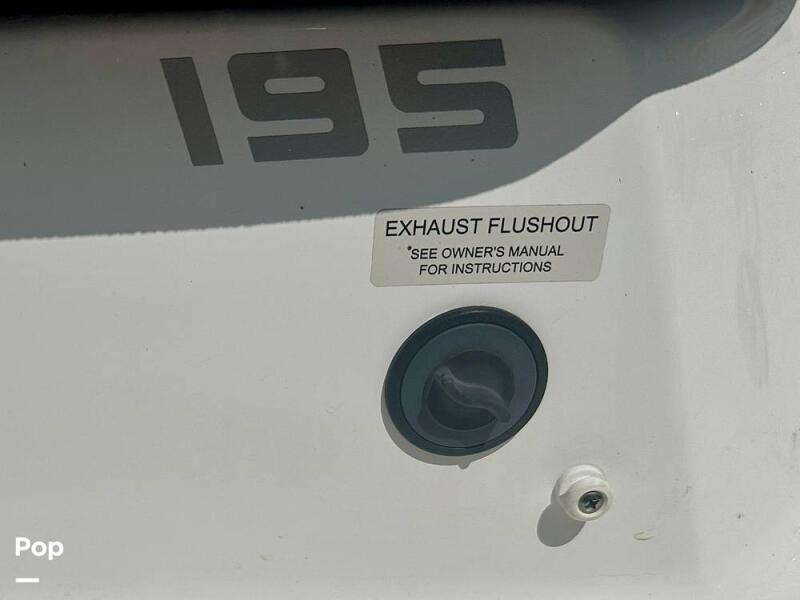 195
EXHAUST FLUSHOUT
*SEE OWNER'S MANUAL
FOR INSTRUCTIONS
Pop